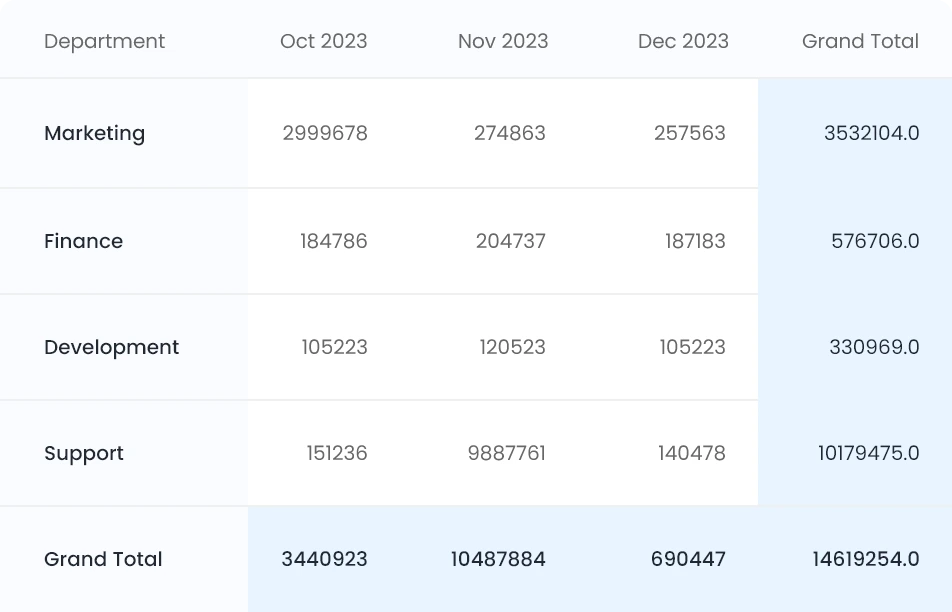 Department Oct 2023 Nov 2023 Dec 2023 Grand Total
Marketing 2999678 274863 257563 3532104.0
Finance 184786 204737 187183 576706.0
Development 105223 120523 105223 330969.0
Support 151236 9887761 140478 10179475.0
Grand Total 3440923 10487884 690447 14619254.0